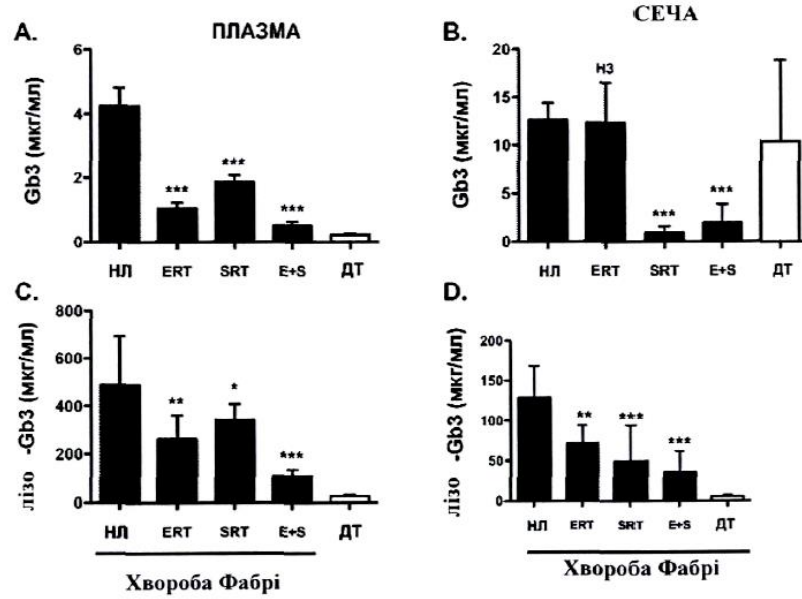 A.
ПЛАЗМА
Gb3 (мкг/мл)
6
4
2
0
***
***
***
НЛ ERT SRT E+S ДТ
B.
СЕЧА
Gb3 (мкг/мл)
20
15
10
5
0
НЗ
***
***
НЛ ERT SRT E+S ДТ
C.
лізо -Gb3 (мкг/мл)
800
600
400
200
0
**
*
***
НЛ ERT SRT E+S ДТ
Хвороба Фабрі
D.
лізо -Gb3 (мкг/мл)
200
150
100
50
0
**
***
***
НЛ ERT SRT E+S ДТ
Хвороба Фабрі